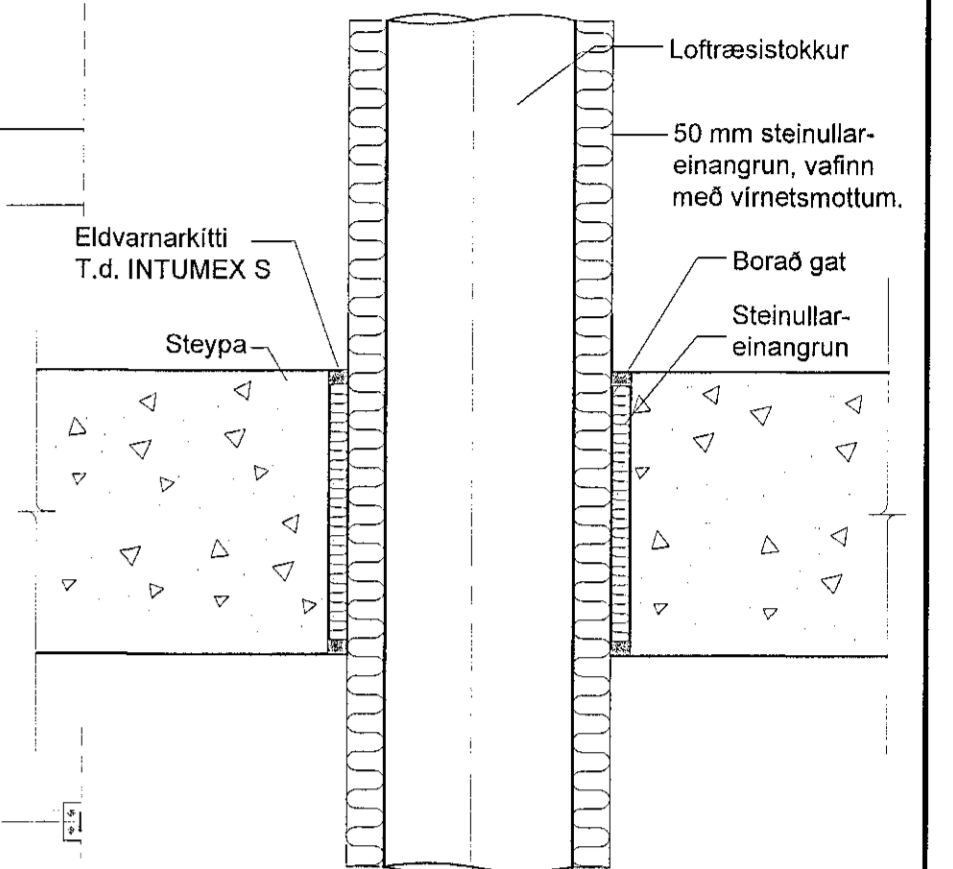 Loftræsistokkur
50 mm steinullar-
einangrun, vafinn
með vírnetsmottum.
Eldvarnarkítti
T.d. INTUMEX S
Borað gat
Steinullar-
einangrun
Steypa